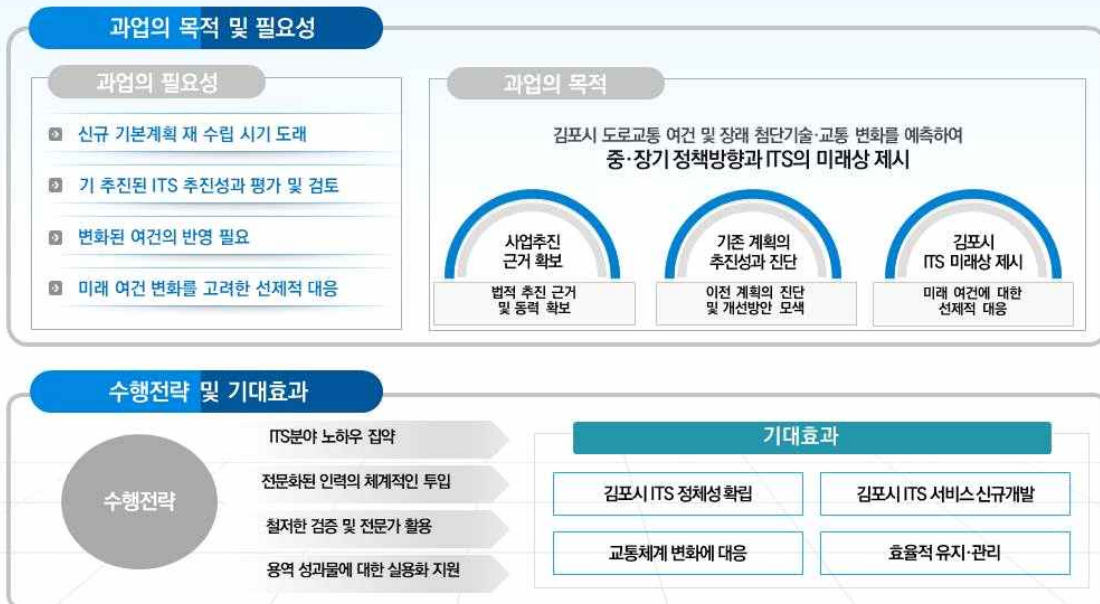 과업의 목적 및 필요성
과업의 필요성
신규 기본계획 재 수립 시기 도래
기 추진된 ITS 추진성과 평가 및 검토
변화된 여건의 반영 필요
미래 여건 변화를 고려한 선제적 대응
과업의 목적
김포시 도로교통 여건 및 장래 첨단기술·교통 변화를 예측하여
중·장기 정책방향과 ITS의 미래상 제시
사업추진
근거 확보
법적 추진 근거
및 동력 확보
기존 계획의
추진성과 진단
이전 계획의 진단
및 개선방안 모색
김포시
ITS 미래상 제시
미래 여건에 대한
선제적 대응
수행전략 및 기대효과
수행전략
ITS분야 노하우 집약
전문화된 인력의 체계적인 투입
철저한 검증 및 전문가 활용
용역 성과물에 대한 실용화 지원
기대효과
김포시 ITS 정체성 확립
김포시 ITS 서비스 신규개발
교통체계 변화에 대응
효율적 유지·관리